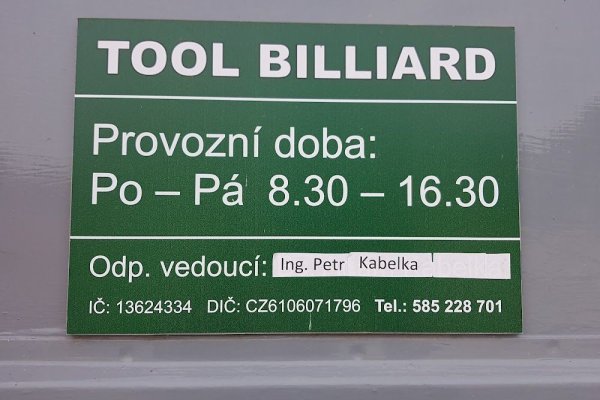 TOOL BILLIARD
Provozní doba:
Po – Pá 8.30 – 16.30
Odp. vedoucí: Ing. Petr Kabelka
IČ: 13624334 DIČ: CZ6106071796 Tel.: 585 228 701